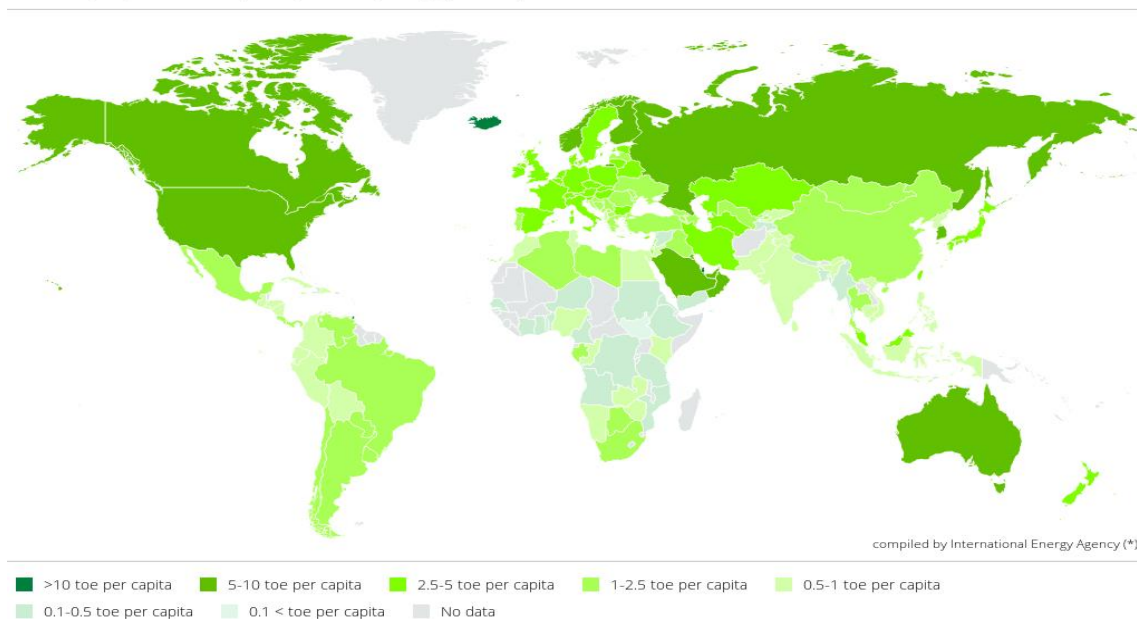 compiled by International Energy Agency (*)
>10 toe per capita
5-10 toe per capita
2.5-5 toe per capita
1-2.5 toe per capita
0.5-1 toe per capita
0.1-0.5 toe per capita
0.1 < toe per capita
No data